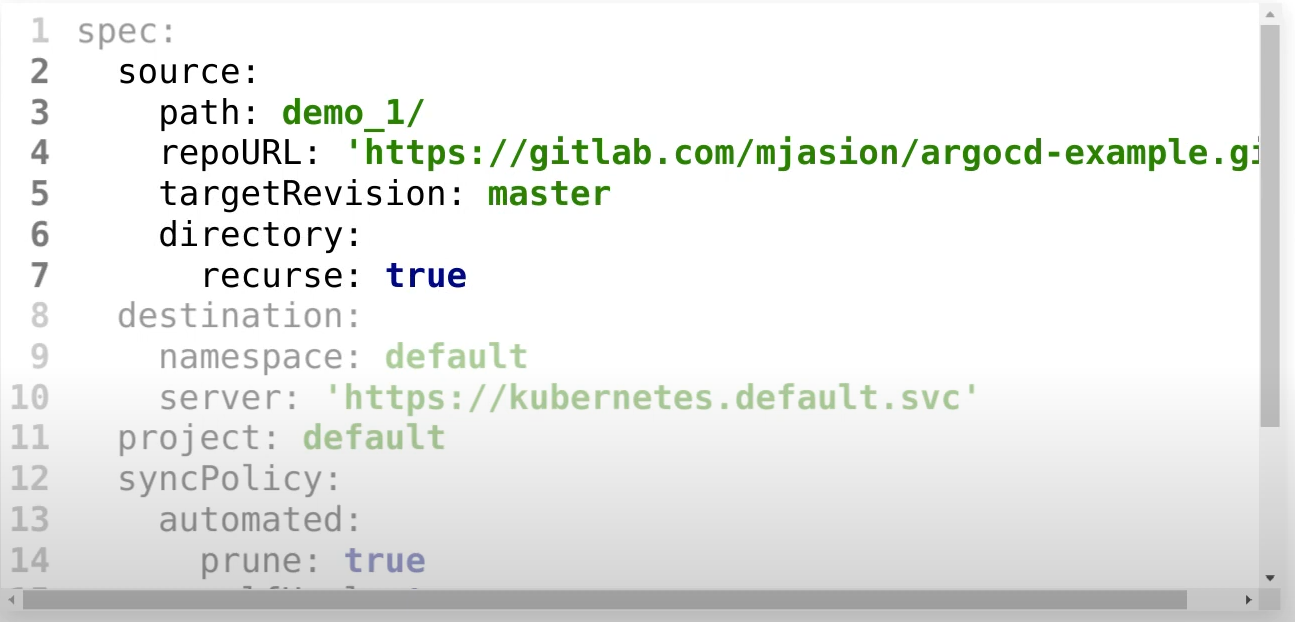 1 spec:
2   source:
3     path: demo_1/
4     repoURL: 'https://gitlab.com/mjasion/argocd-example.gi
5     targetRevision: master
6     directory:
7       recurse: true
8   destination:
9     namespace: default
10     server: 'https://kubernetes.default.svc'
11   project: default
12   syncPolicy:
13     automated:
14       prune: true